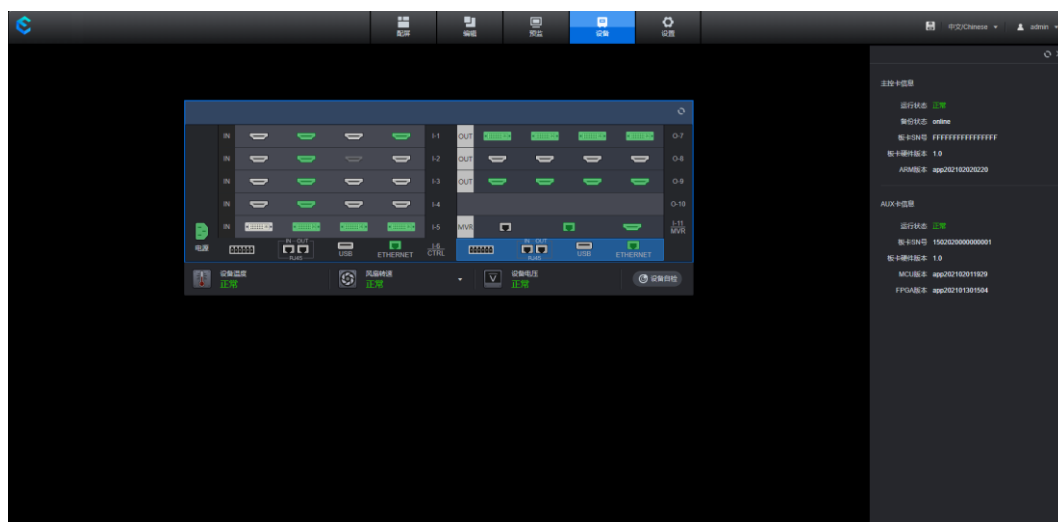 配屏 编辑 预监 设备 设置 中文/Chinese admin
主控卡信息
运行状态 正常
备份状态 online
板卡SN号 FFFFFFFFFFFFFFFF
板卡硬件版本 1.0
ARM版本 app202102020220
AUX卡信息
运行状态 正常
板卡SN号 1502020000000001
板卡硬件版本 1.0
MCU版本 app202102011929
FPGA版本 app202101301504
IN I-1 OUT O-7
IN I-2 OUT O-8
IN I-3 OUT O-9
IN I-4 O-10
IN I-5 MVR I-11 MVR
电源 IN OUT RJ45 USB ETHERNET I-6 CTRL IN OUT RJ45 USB ETHERNET
设备温度 正常
风扇转速 正常
设备电压 正常
设备自检